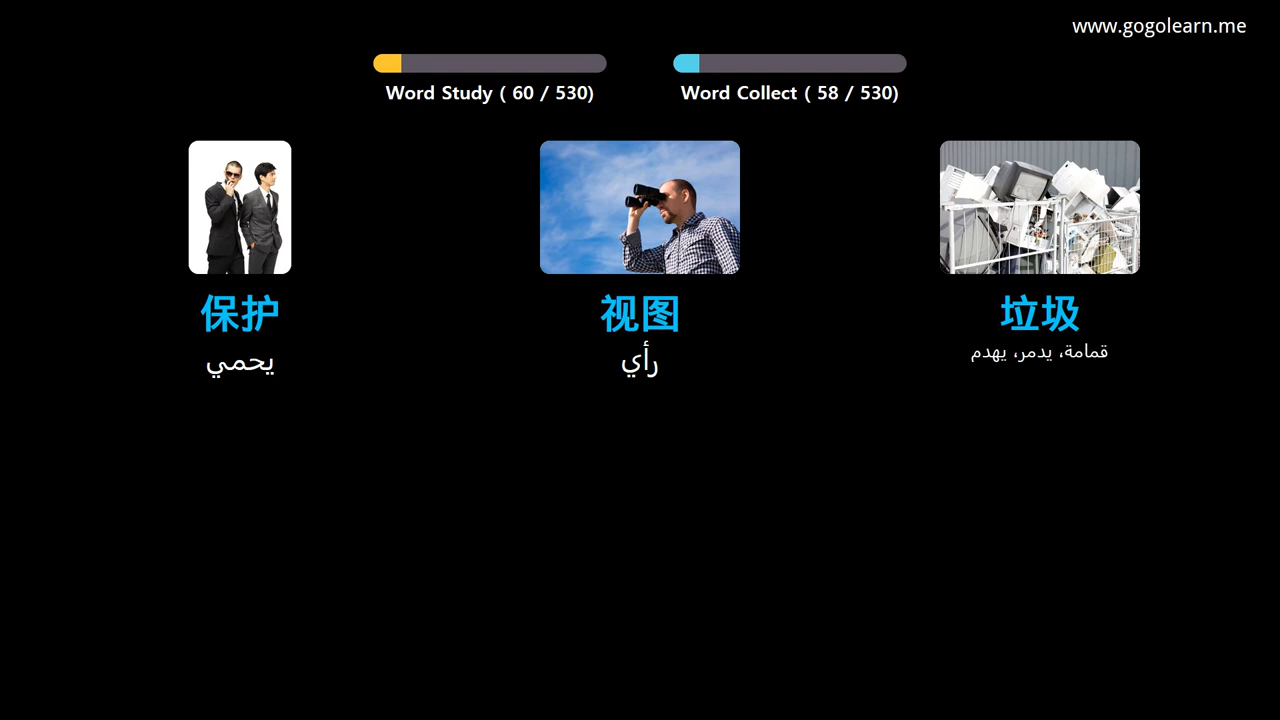 www.gogolearn.me
Word Study ( 60 / 530)
Word Collect ( 58 / 530)
保护
视图
垃圾
يحمي
رأي
قمامة، يدمر، يهدم